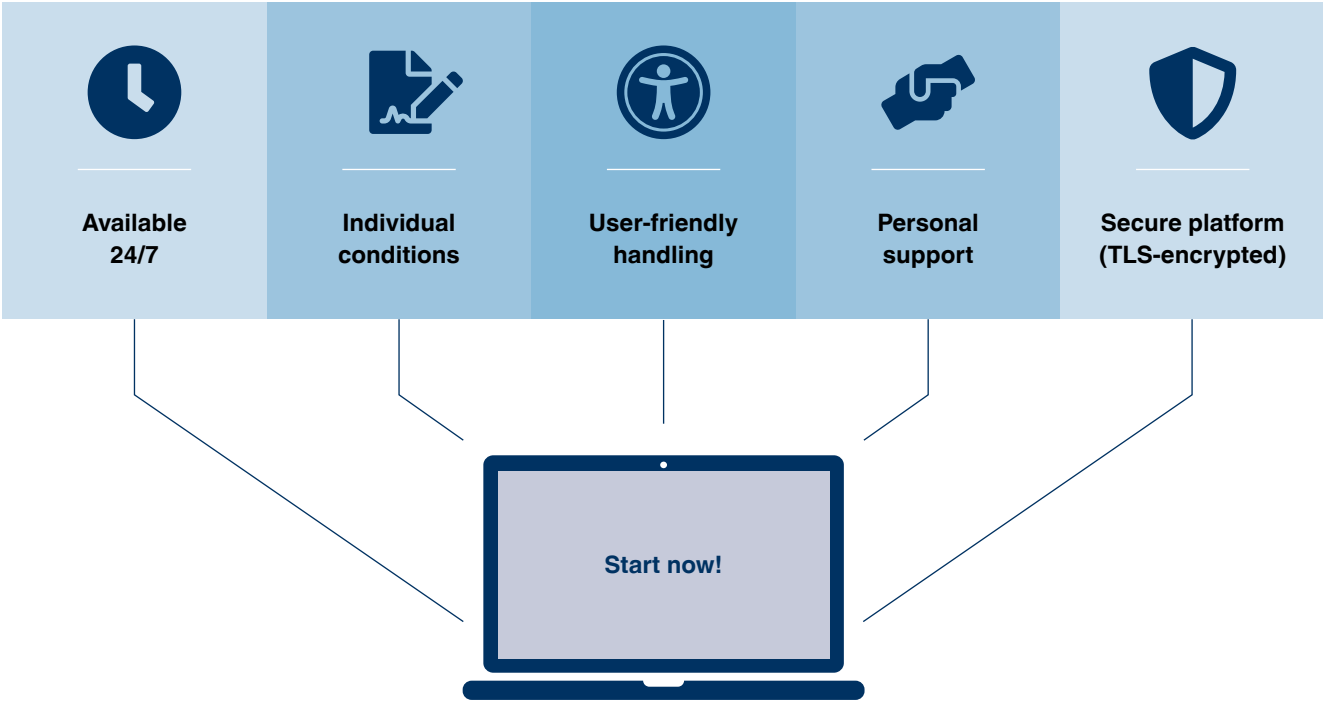 Available
24/7
Individual
conditions
User-friendly
handling
Personal
support
Secure platform
(TLS-encrypted)
Start now!